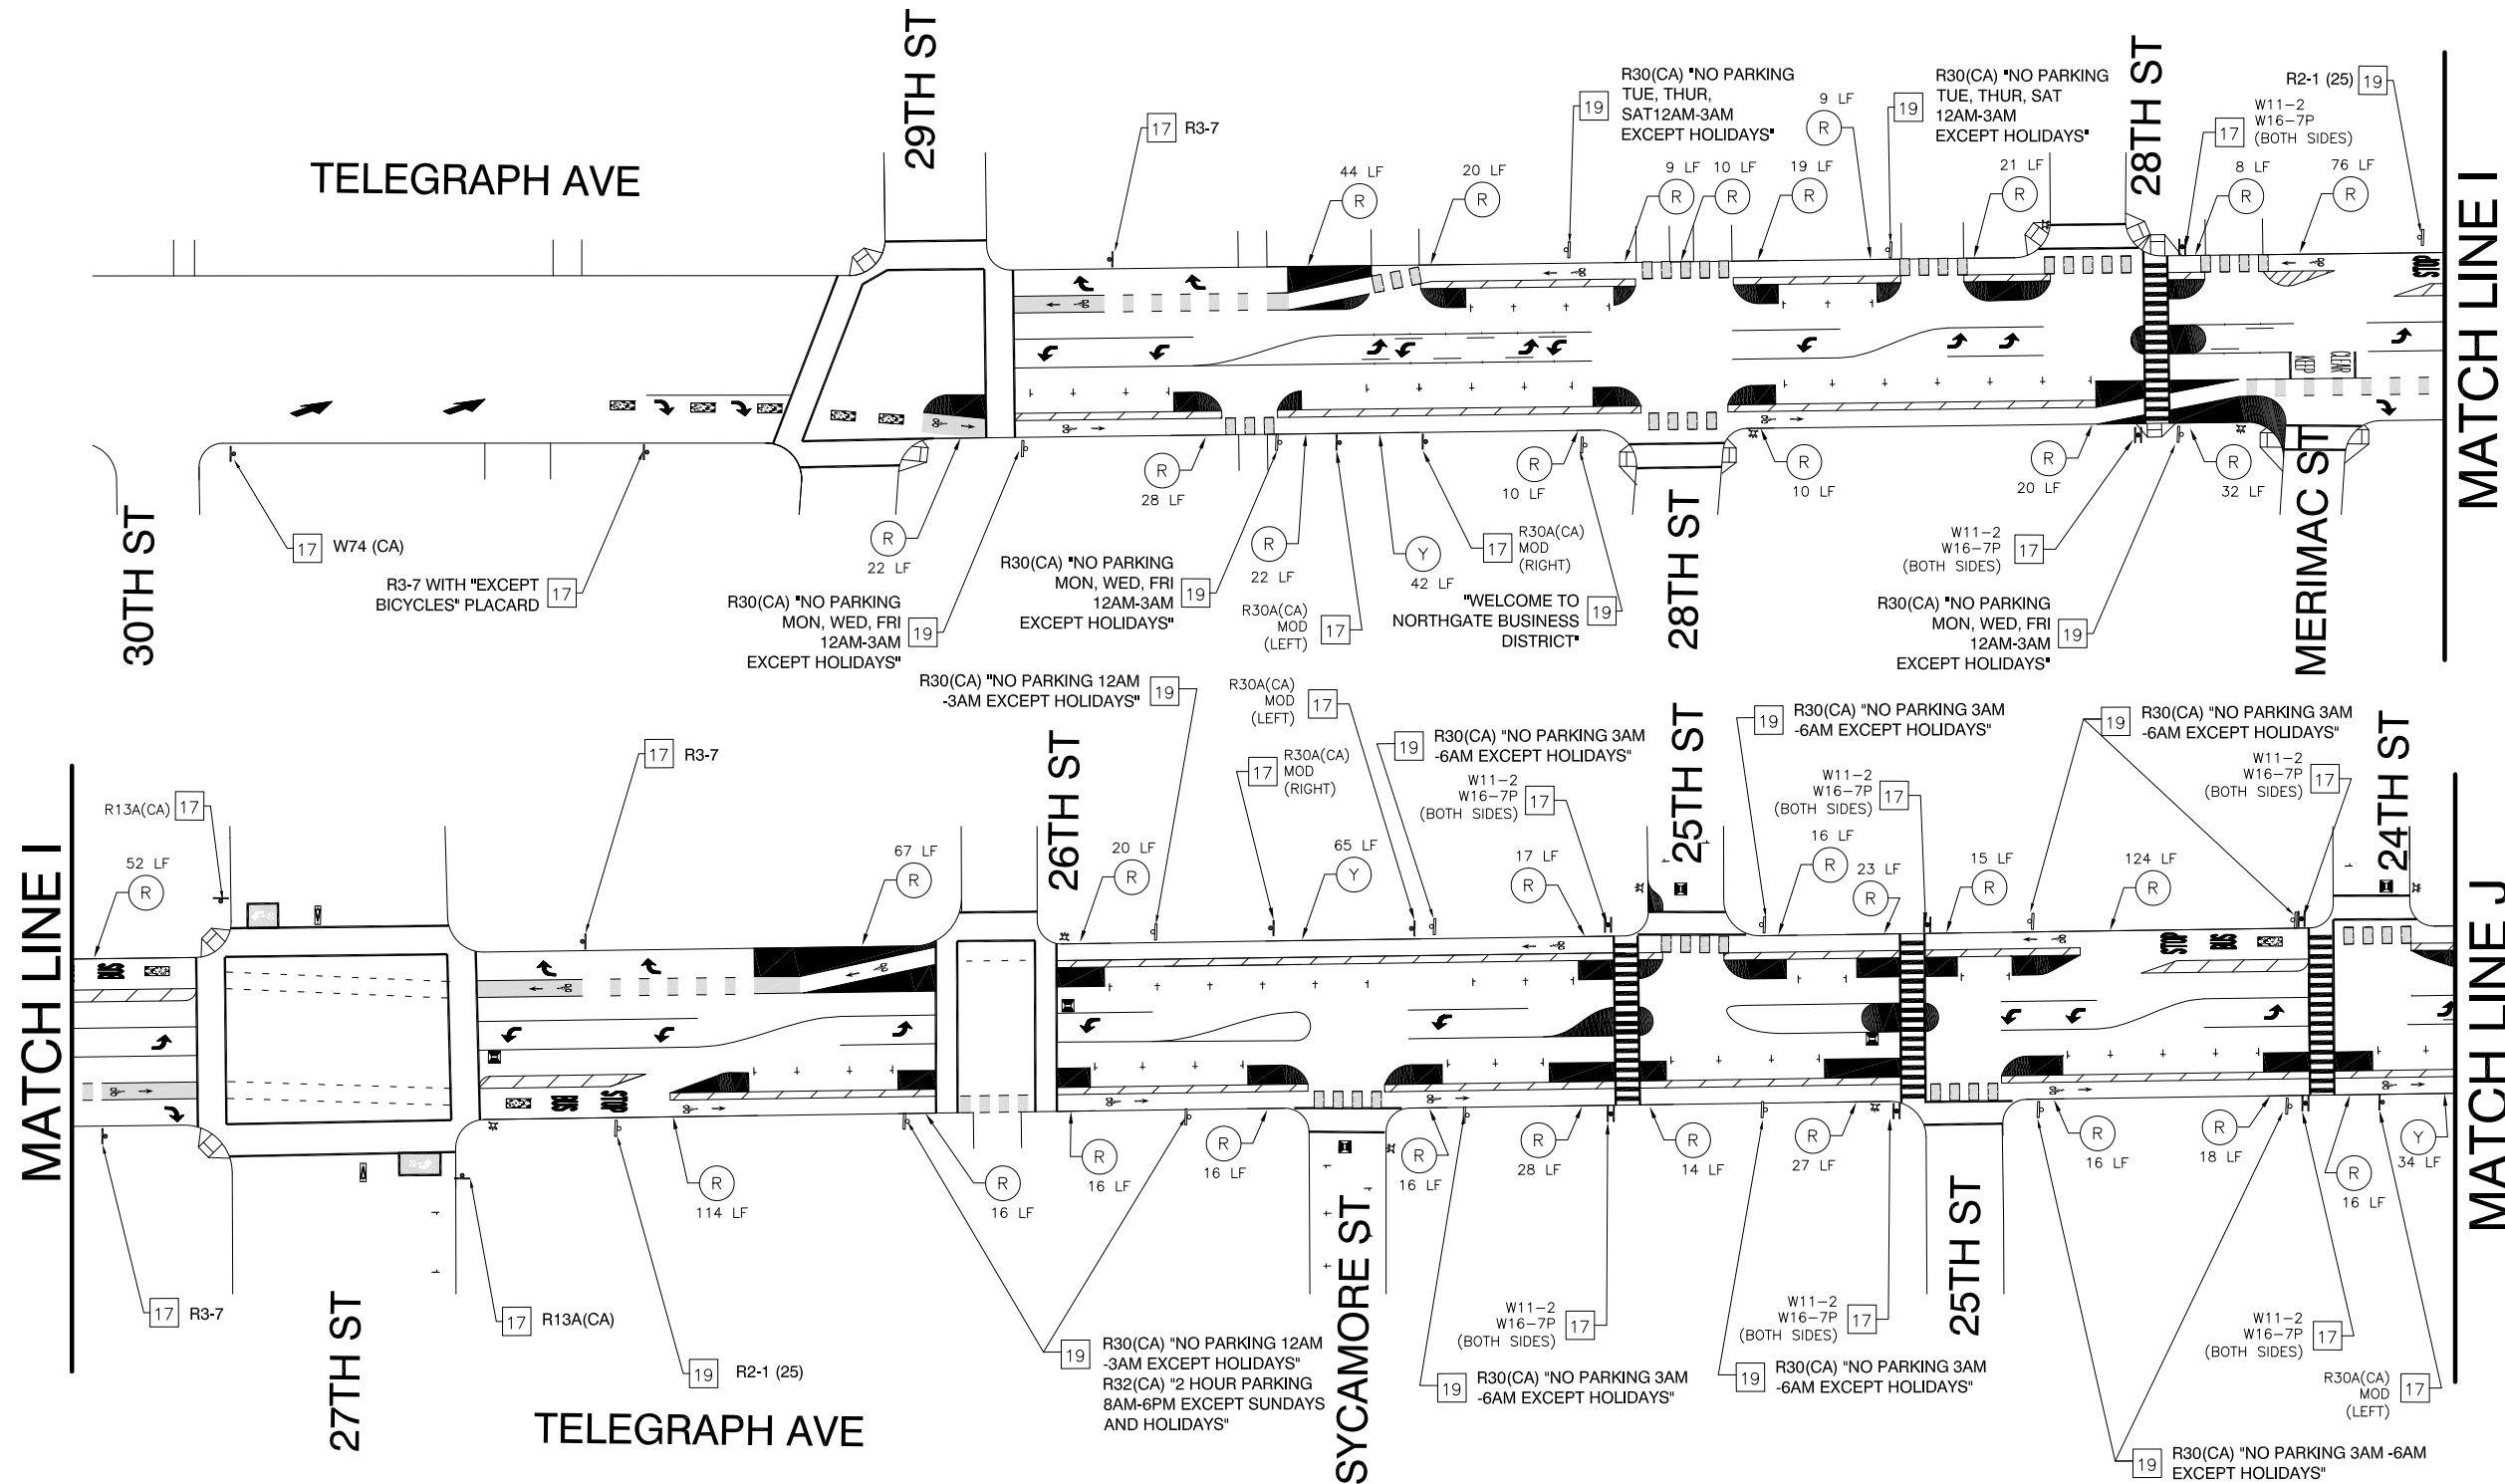 29TH ST
TELEGRAPH AVE
17 R3-7
44 LF
R
20 LF
R
19
R30(CA) "NO PARKING
TUE, THUR,
SAT12AM-3AM
EXCEPT HOLIDAYS"
9 LF
R
10 LF
R
19 LF
R
9 LF
R
19
R30(CA) "NO PARKING
TUE, THUR, SAT
12AM-3AM
EXCEPT HOLIDAYS"
21 LF
R
28TH ST
R2-1 (25) 19
W11-2
W16-7P
(BOTH SIDES)
17
8 LF
R
76 LF
R
STOP
KEEP
CLEAR
MATCH LINE I
30TH ST
17 W74 (CA)
R3-7 WITH "EXCEPT
BICYCLES" PLACARD
17
R
22 LF
R30(CA) "NO PARKING
MON, WED, FRI
12AM-3AM
EXCEPT HOLIDAYS"
19
R
28 LF
R30(CA) "NO PARKING
MON, WED, FRI
12AM-3AM
EXCEPT HOLIDAYS"
19
R
22 LF
R30A(CA)
MOD
(LEFT)
17
Y
42 LF
17
R30A(CA)
MOD
(RIGHT)
R
10 LF
"WELCOME TO
NORTHGATE BUSINESS
DISTRICT"
19
28TH ST
R
10 LF
R
20 LF
W11-2
W16-7P
(BOTH SIDES)
17
R
32 LF
R30(CA) "NO PARKING
MON, WED, FRI
12AM-3AM
EXCEPT HOLIDAYS"
19
MERIMAC ST
MATCH LINE I
R13A(CA) 17
52 LF
R
BUS
17 R3-7
67 LF
R
26TH ST
R30(CA) "NO PARKING 12AM
-3AM EXCEPT HOLIDAYS"
19
20 LF
R
R30A(CA)
MOD
(LEFT)
17
17
R30A(CA)
MOD
(RIGHT)
65 LF
Y
19
R30(CA) "NO PARKING 3AM
-6AM EXCEPT HOLIDAYS"
W11-2
W16-7P
(BOTH SIDES)
17
17 LF
R
25TH ST
19
R30(CA) "NO PARKING 3AM
-6AM EXCEPT HOLIDAYS"
W11-2
W16-7P
(BOTH SIDES)
17
16 LF
R
23 LF
R
15 LF
R
19
R30(CA) "NO PARKING 3AM
-6AM EXCEPT HOLIDAYS"
W11-2
W16-7P
(BOTH SIDES)
17
124 LF
R
24TH ST
STOP
BUS
MATCH LINE J
17 R3-7
27TH ST
17 R13A(CA)
STOP
BUS
R
114 LF
19 R2-1 (25)
TELEGRAPH AVE
R
16 LF
R
16 LF
19
R30(CA) "NO PARKING 12AM
-3AM EXCEPT HOLIDAYS"
R32(CA) "2 HOUR PARKING
8AM-6PM EXCEPT SUNDAYS
AND HOLIDAYS"
R
16 LF
SYCAMORE ST
R
16 LF
R
28 LF
W11-2
W16-7P
(BOTH SIDES)
17
19
R30(CA) "NO PARKING 3AM
-6AM EXCEPT HOLIDAYS"
R
14 LF
R
27 LF
W11-2
W16-7P
(BOTH SIDES)
17
19
R30(CA) "NO PARKING 3AM
-6AM EXCEPT HOLIDAYS"
25TH ST
R
16 LF
R
18 LF
R
16 LF
Y
34 LF
W11-2
W16-7P
(BOTH SIDES)
17
R30A(CA)
MOD
(LEFT)
17
19
R30(CA) "NO PARKING 3AM -6AM
EXCEPT HOLIDAYS"